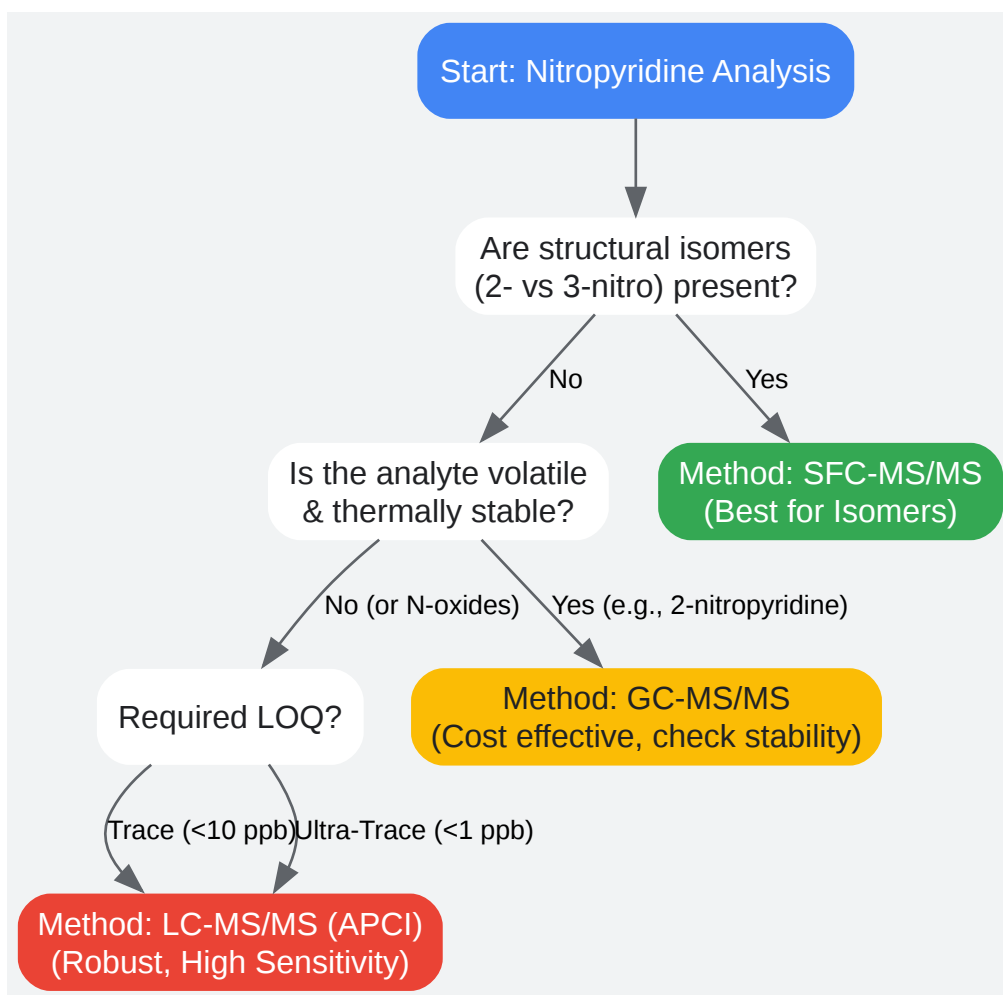 Start: Nitropyridine Analysis
Are structural isomers
(2- vs 3-nitro) present?
No
Yes
Is the analyte volatile
& thermally stable?
Method: SFC-MS/MS
(Best for Isomers)
No (or N-oxides)
Yes (e.g., 2-nitropyridine)
Required LOQ?
Method: GC-MS/MS
(Cost effective, check stability)
Trace (<10 ppb)
Ultra-Trace (<1 ppb)
Method: LC-MS/MS (APCI)
(Robust, High Sensitivity)